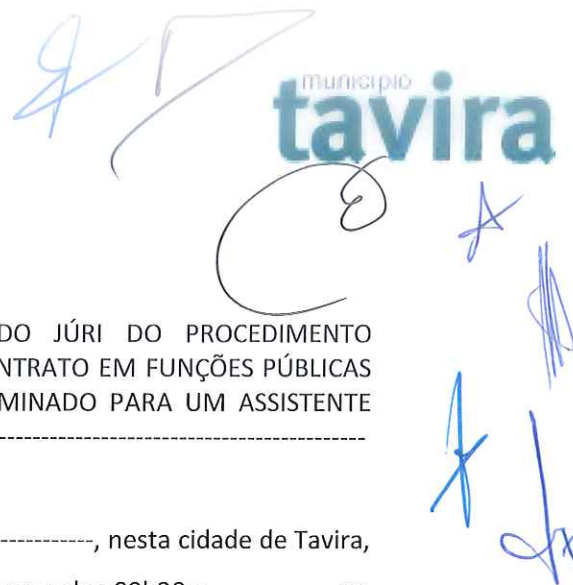 município
tavira
DO JÚRI DO PROCEDIMENTO
NTRATO EM FUNÇÕES PÚBLICAS
MINADO PARA UM ASSISTENTE
-----------------------------------------------
-----------, nesta cidade de Tavira,